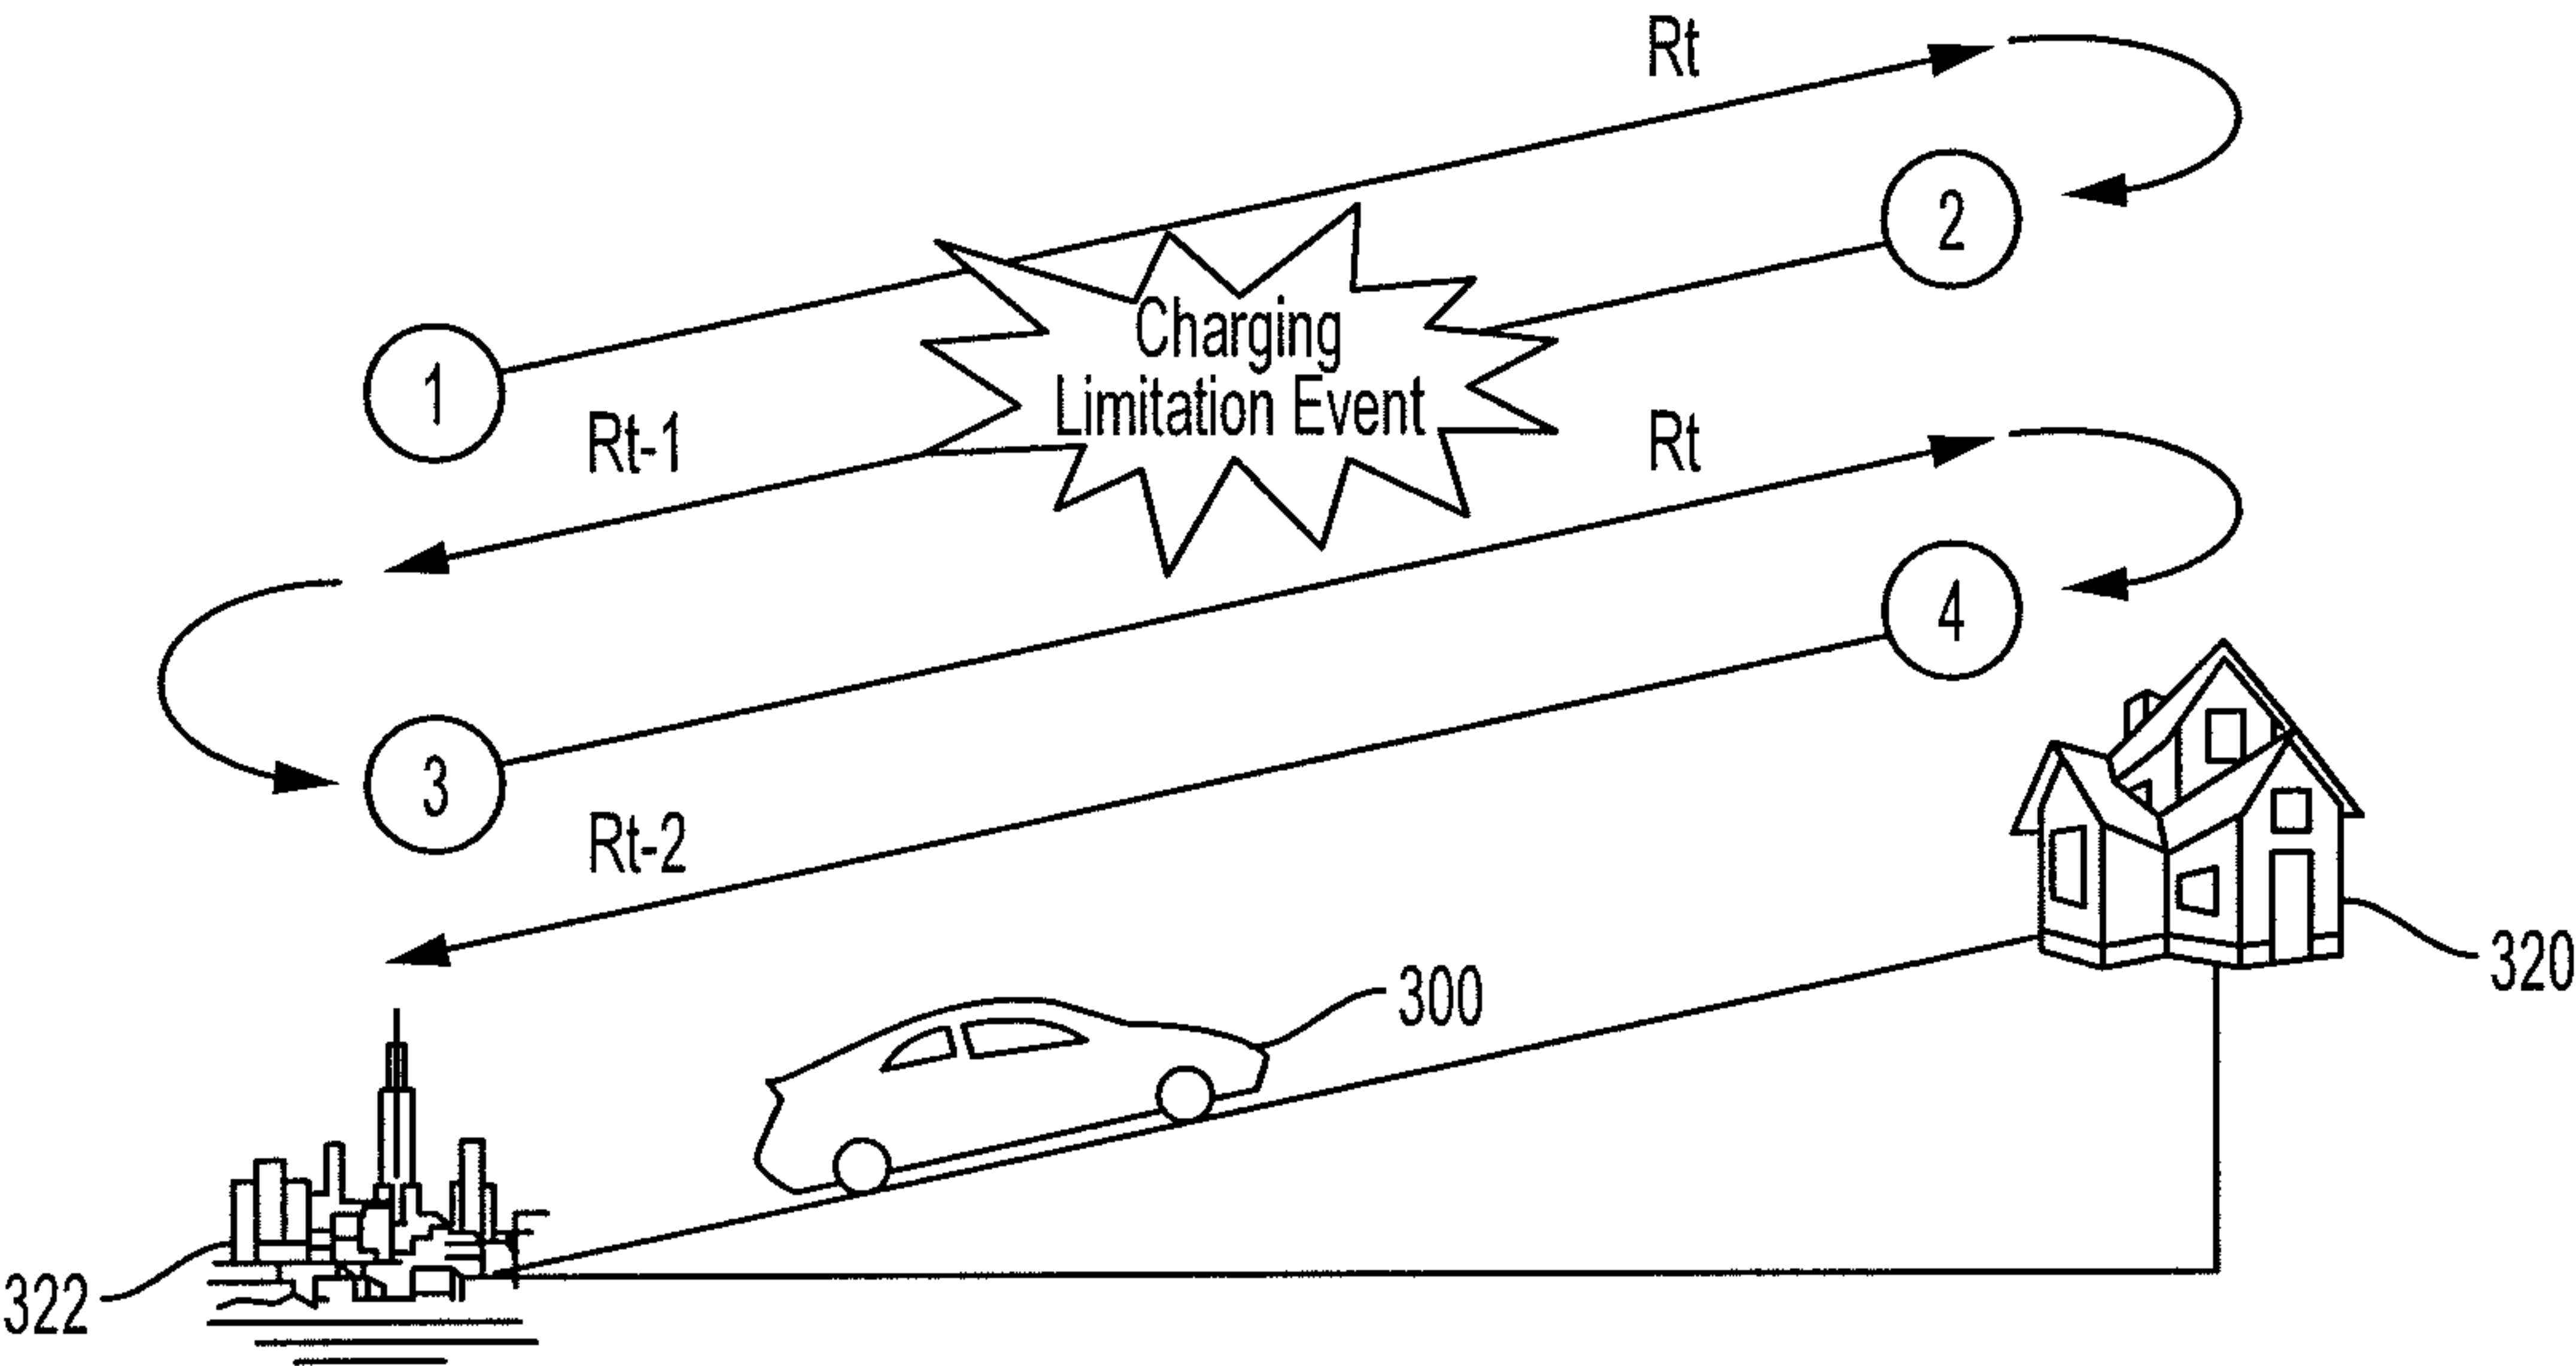 Rt
2
Charging
Limitation Event
1
Rt-1
Rt
4
3
Rt-2
300
320
322